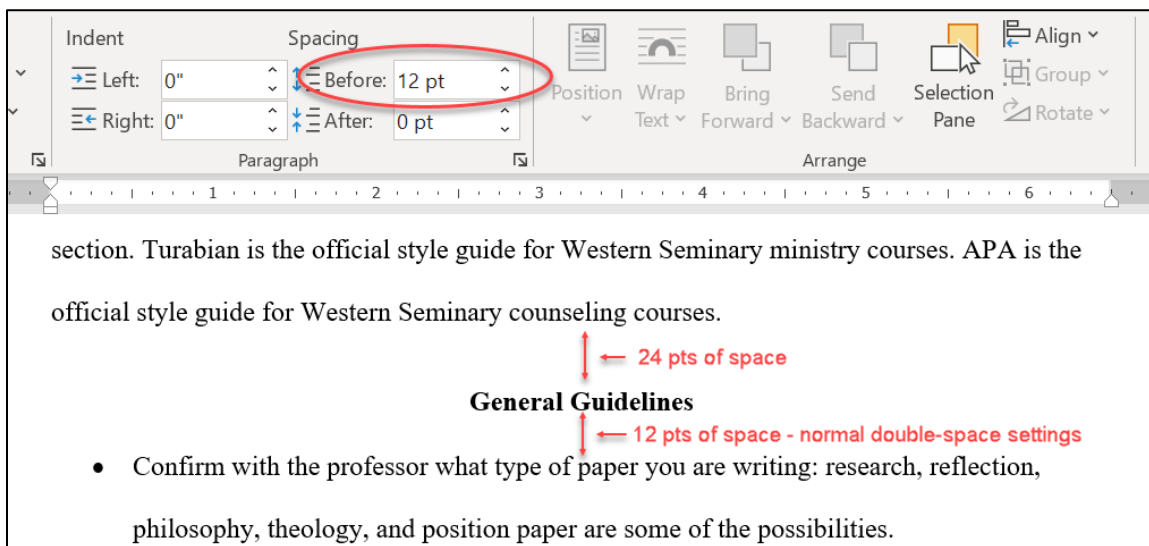 Indent Spacing
Left: 0" Before: 12 pt
Right: 0" After: 0 pt
Paragraph
Position Wrap Text Bring Forward Send Backward Selection Pane
Align
Group
Rotate
Arrange
1 2 3 4 5 6
section. Turabian is the official style guide for Western Seminary ministry courses. APA is the
official style guide for Western Seminary counseling courses.
24 pts of space
General Guidelines
12 pts of space - normal double-space settings
• Confirm with the professor what type of paper you are writing: research, reflection,
philosophy, theology, and position paper are some of the possibilities.